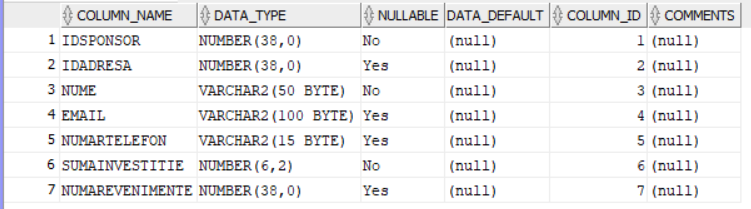 COLUMN_NAME DATA_TYPE NULLABLE DATA_DEFAULT COLUMN_ID COMMENTS
1 IDSPONSOR NUMBER(38,0) No (null) 1 (null)
2 IDADRESA NUMBER(38,0) Yes (null) 2 (null)
3 NUME VARCHAR2(50 BYTE) No (null) 3 (null)
4 EMAIL VARCHAR2(100 BYTE) Yes (null) 4 (null)
5 NUMARTELEFON VARCHAR2(15 BYTE) Yes (null) 5 (null)
6 SUMAINVESTITIE NUMBER(6,2) No (null) 6 (null)
7 NUMAREVENIMENTE NUMBER(38,0) Yes (null) 7 (null)